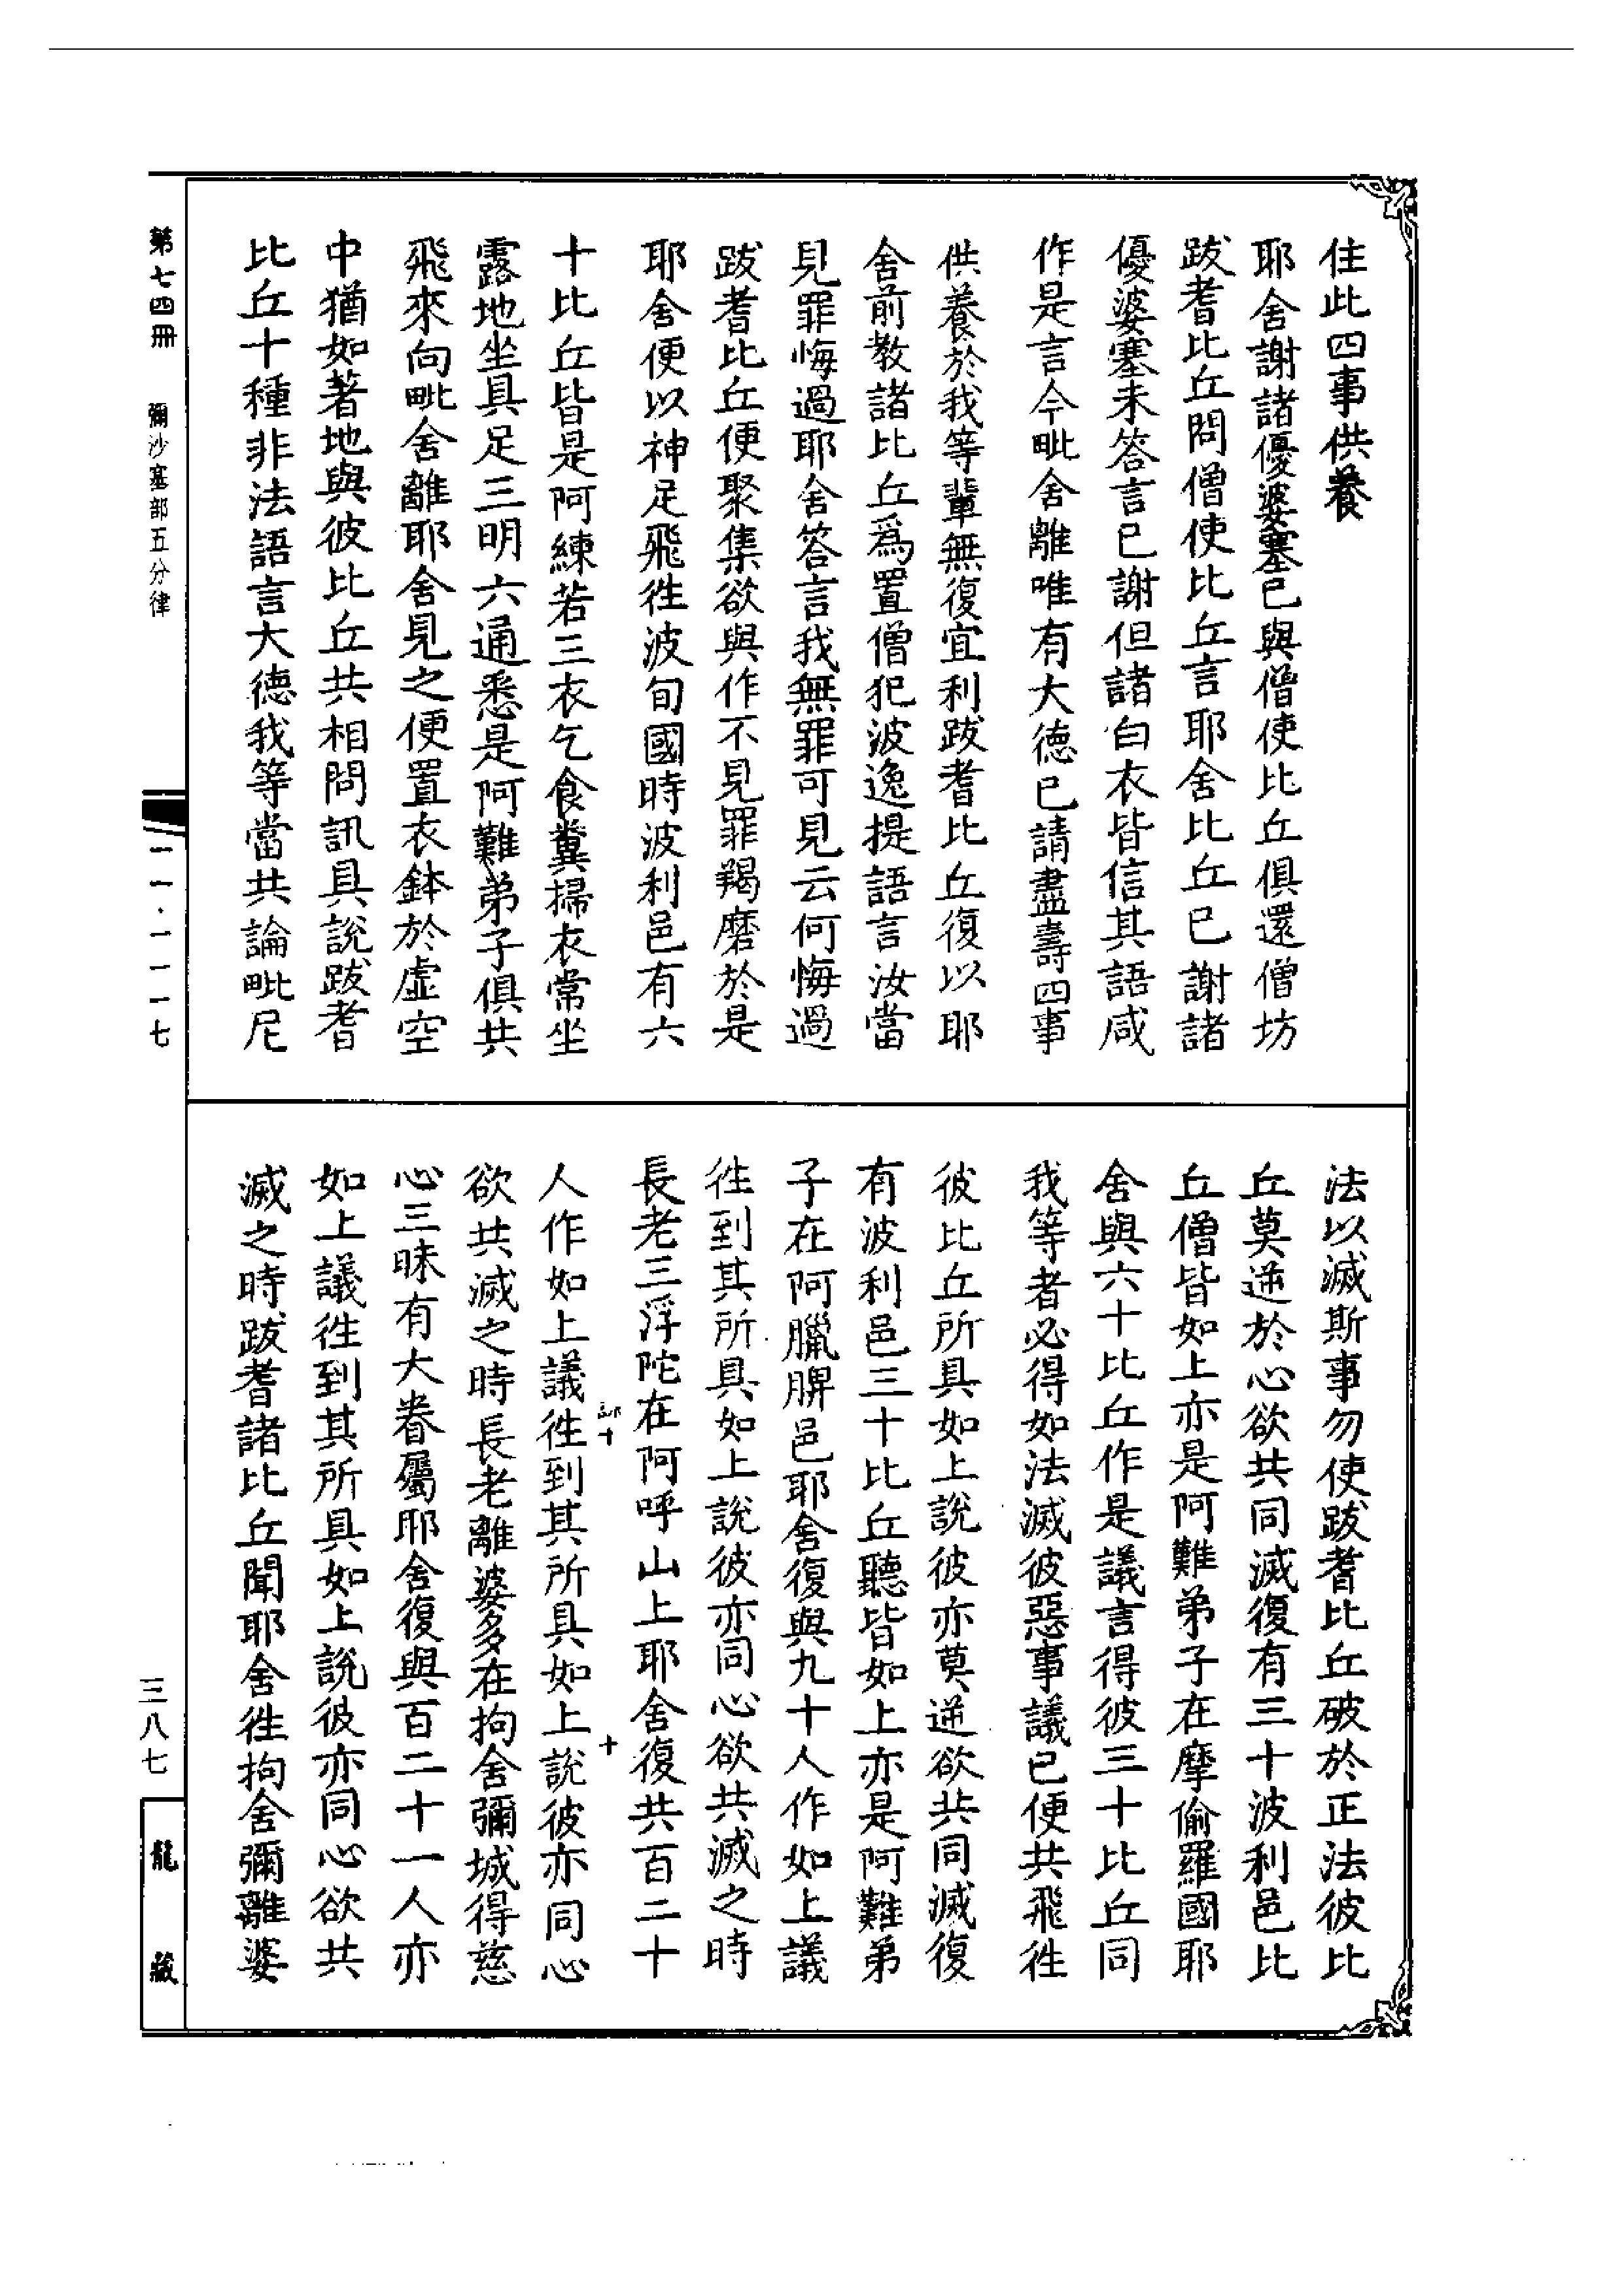 住此四事供養
耶舍謝諸優婆塞已與僧使比丘俱還僧坊
跋耆比丘問僧使比丘言耶舍比丘已謝諸
優婆塞未答言已謝但諸白衣皆信其語咸
作是言今毗舍離唯有大德已請盡壽四事
供養於我等輩無復宜利跋耆比丘復以耶
舍前教諸比丘爲置僧犯波逸提語言汝當
見罪悔過耶舍答言我無罪可見云何悔過
跋耆比丘便聚集欲與作不見罪羯磨於是
耶舍便以神足飛徃波旬國時波利邑有六
十比丘皆是阿練若三衣乞食糞掃衣常坐
露地坐具足三明六通悉是阿難弟子俱共
飛來向毗舍離耶舍見之便置衣鉢於虛空
中猶如著地與彼比丘共相問訊具說跋耆
比丘十種非法語言大德我等當共論毗尼
法以滅斯事勿使跋耆比丘破於正法彼比
丘莫逆於心欲共同滅復有三十波利邑比
丘僧皆如上亦是阿難弟子在摩偷羅國耶
舍與六十比丘作是議言得彼三十比丘同
我等者必得如法滅彼惡事議已便共飛徃
彼比丘所具如上說彼亦莫逆欲共同滅復
有波利邑三十比丘聽皆如上亦是阿難弟
子在阿臘脾邑耶舍復與九十人作如上議
徃到其所具如上說彼亦同心欲共滅之時
長老三浮陀在阿呼山上耶舍復共百二十
人作如上議徃到其所具如上說彼亦同心
欲共滅之時長老離婆多在拘舍彌城得慈
心三昧有大眷屬耶舍復與百二十一人亦
如上議徃到其所具如上說彼亦同心欲共
滅之時跋耆諸比丘聞耶舍徃拘舍彌離婆
第七四冊 彌沙塞部五分律
一一·一一一七
三八七
龍藏